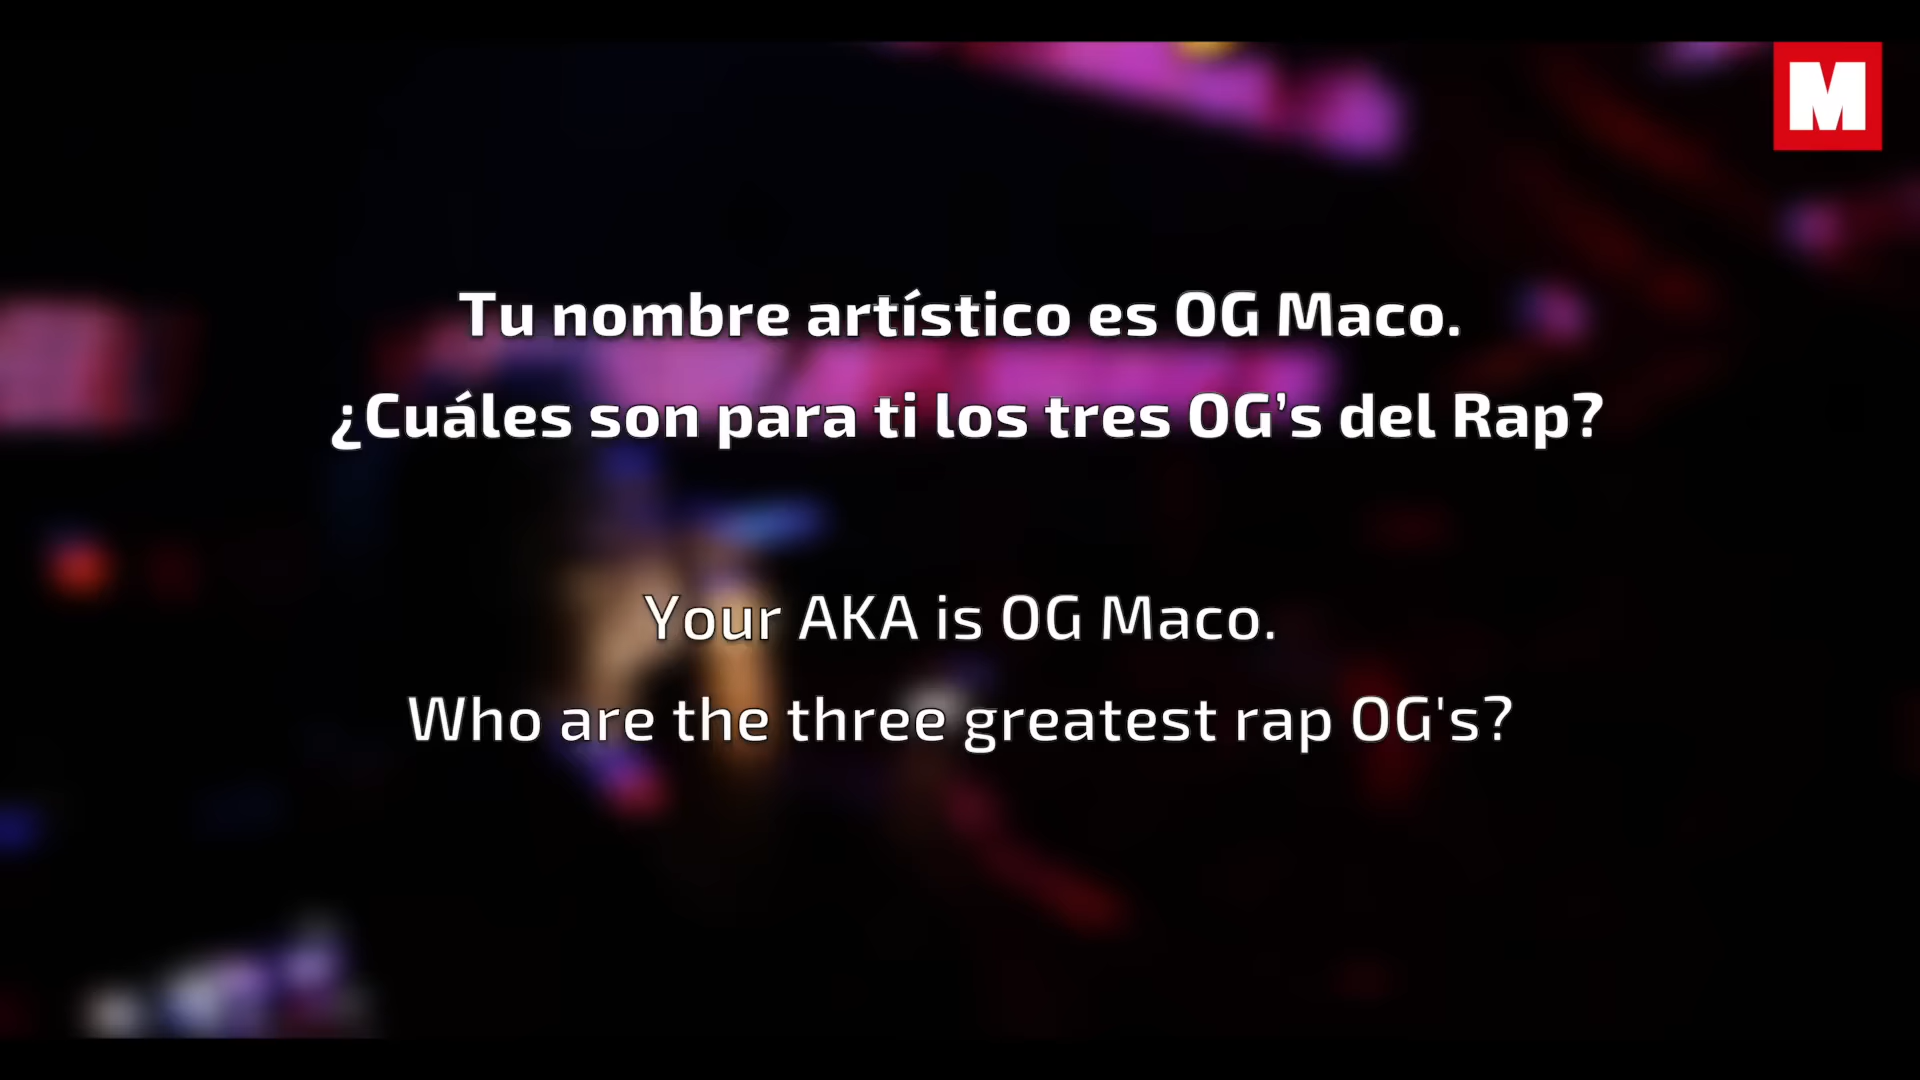 M
Tu nombre artístico es OG Maco.
¿Cuáles son para ti los tres OG’s del Rap?
Your AKA is OG Maco.
Who are the three greatest rap OG's?